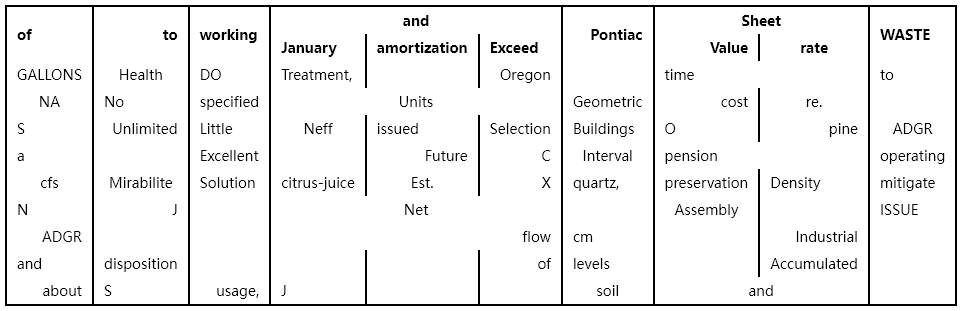 of to working and Pontiac Sheet WASTE
January amortization Exceed Value rate
GALLONS Health DO Treatment, Oregon time to
NA No specified Units Geometric cost re.
S Unlimited Little Neff issued Selection Buildings O pine ADGR
a Excellent Future C Interval pension operating
cfs Mirabilite Solution citrus-juice Est. X quartz, preservation Density mitigate
N J Net Assembly ISSUE
ADGR flow cm Industrial
and disposition of levels Accumulated
about S usage, J soil and